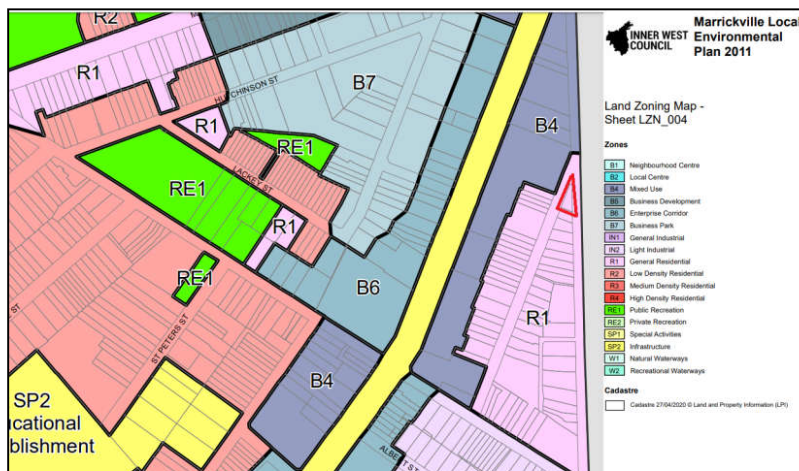 R2
R1
HUTCHINSON ST
B7
R1
RE1
B4
LACKEY ST
RE1
R1
RE1
B6
R1
ST PETERS ST
B4
SP2
ucational
blishment
ALBERT ST
INNER WEST
COUNCIL
Marrickville Local
Environmental
Plan 2011
Land Zoning Map -
Sheet LZN_004
Zones
B1 Neighbourhood Centre
B2 Local Centre
B4 Mixed Use
B5 Business Development
B6 Enterprise Corridor
B7 Business Park
IN1 General Industrial
IN2 Light Industrial
R1 General Residential
R2 Low Density Residential
R3 Medium Density Residential
R4 High Density Residential
RE1 Public Recreation
RE2 Private Recreation
SP1 Special Activities
SP2 Infrastructure
W1 Natural Waterways
W2 Recreational Waterways
Cadastre
Cadastre 27/04/2020 © Land and Property Information (LPI)